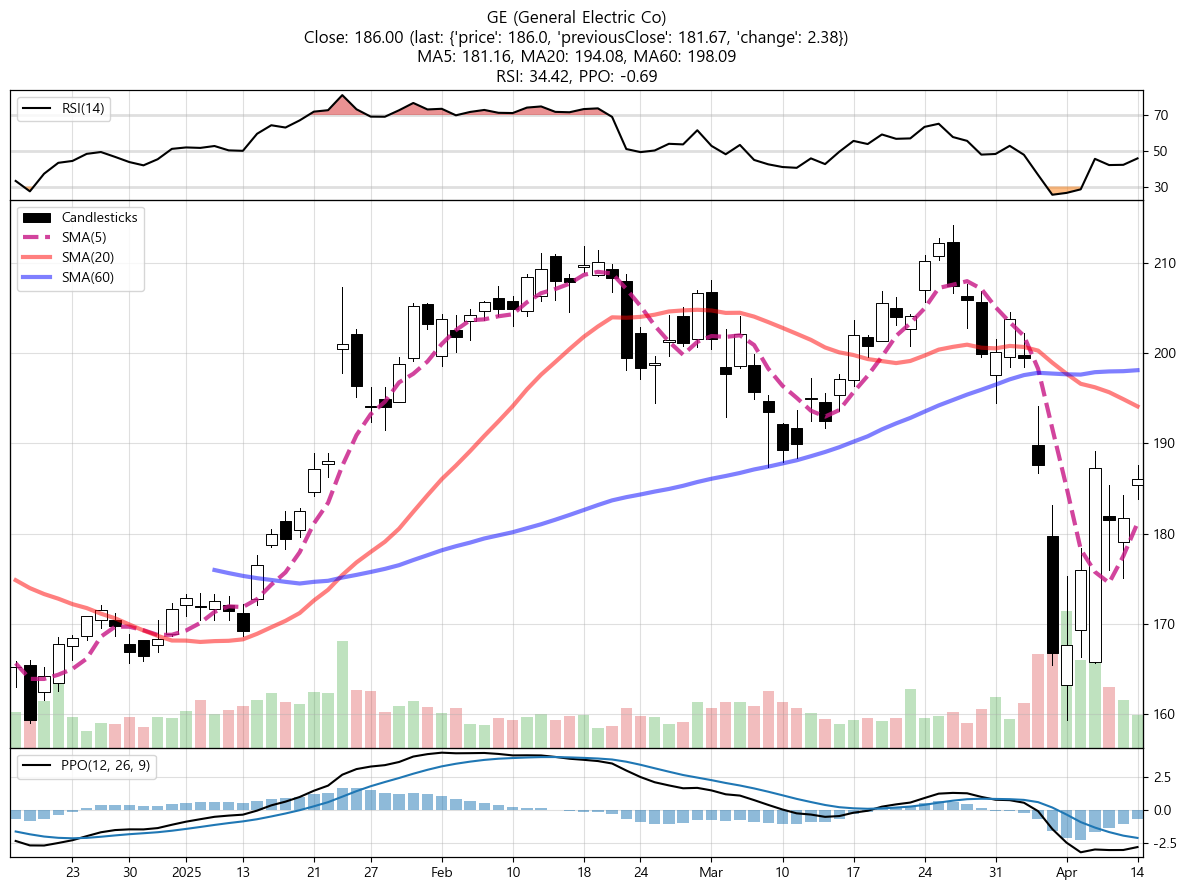 GE (General Electric Co)
Close: 186.00 (last: {'price': 186.0, 'previousClose': 181.67, 'change': 2.38})
MA5: 181.16, MA20: 194.08, MA60: 198.09
RSI: 34.42, PPO: -0.69
RSI(14)
70
50
30
Candlesticks
SMA(5)
SMA(20)
SMA(60)
210
200
190
180
170
160
PPO(12, 26, 9)
2.5
0.0
−2.5
23 30 2025 13 21 27 Feb 10 18 24 Mar 10 17 24 31 Apr 14